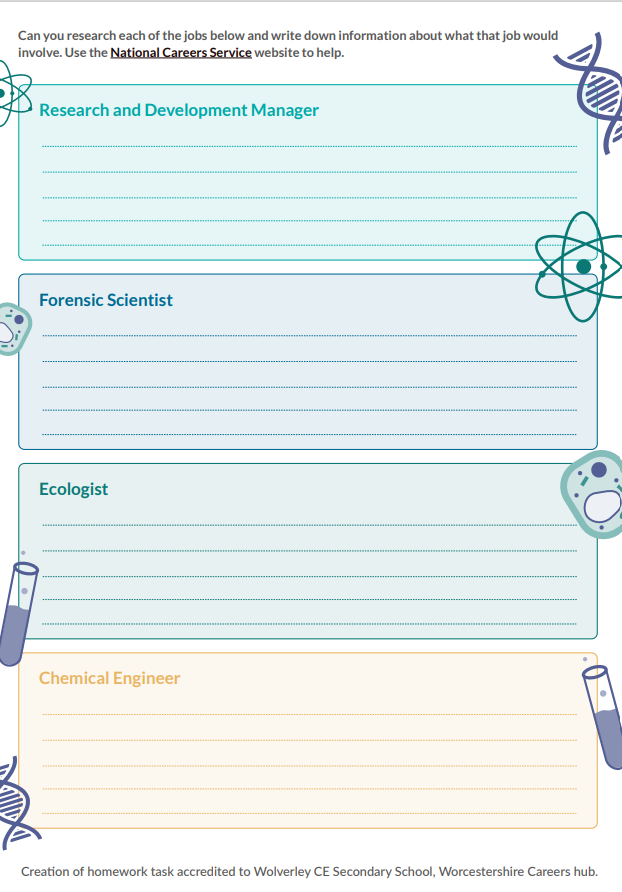 Can you research each of the jobs below and write down information about what that job would
involve. Use the National Careers Service website to help.
Research and Development Manager
Forensic Scientist
Ecologist
Chemical Engineer
Creation of homework task accredited to Wolverley CE Secondary School, Worcestershire Careers hub.